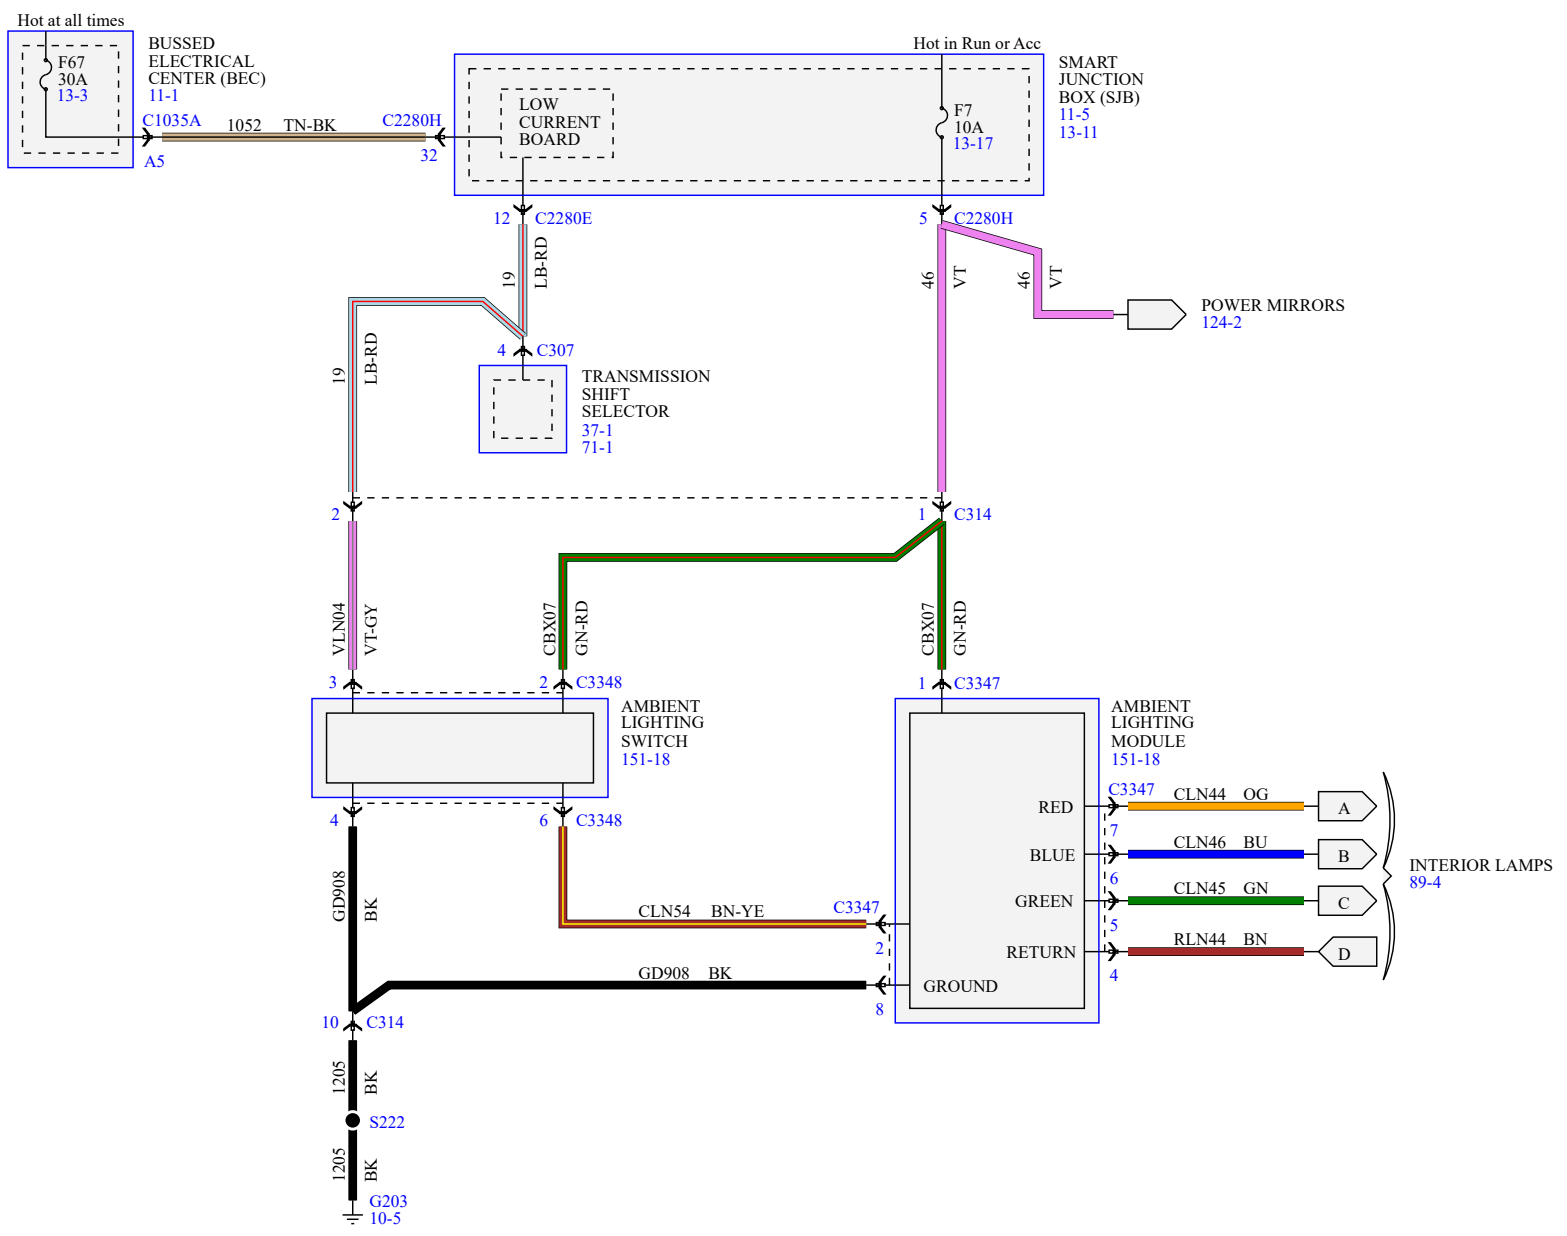 Hot at all times
F67
30A
13-3
BUSSED
ELECTRICAL
CENTER (BEC)
11-1
C1035A
A5
1052 TN-BK
C2280H
32
Hot in Run or Acc
LOW
CURRENT
BOARD
F7
10A
13-17
SMART
JUNCTION
BOX (SJB)
11-5
13-11
12 C2280E
5 C2280H
19
LB-RD
46
VT
46
VT
POWER MIRRORS
124-2
19
LB-RD
4 C307
TRANSMISSION
SHIFT
SELECTOR
37-1
71-1
2
1 C314
VLN04
VT-GY
CBX07
GN-RD
CBX07
GN-RD
3
2 C3348
1 C3347
AMBIENT
LIGHTING
SWITCH
151-18
AMBIENT
LIGHTING
MODULE
151-18
4
6 C3348
RED
C3347
7
CLN44 OG
A
BLUE
6
CLN46 BU
B
GREEN
5
CLN45 GN
C
RETURN
4
RLN44 BN
D
INTERIOR LAMPS
89-4
GD908
BK
CLN54 BN-YE
C3347
2
GD908 BK
8
GROUND
10 C314
1205
BK
S222
1205
BK
G203
10-5